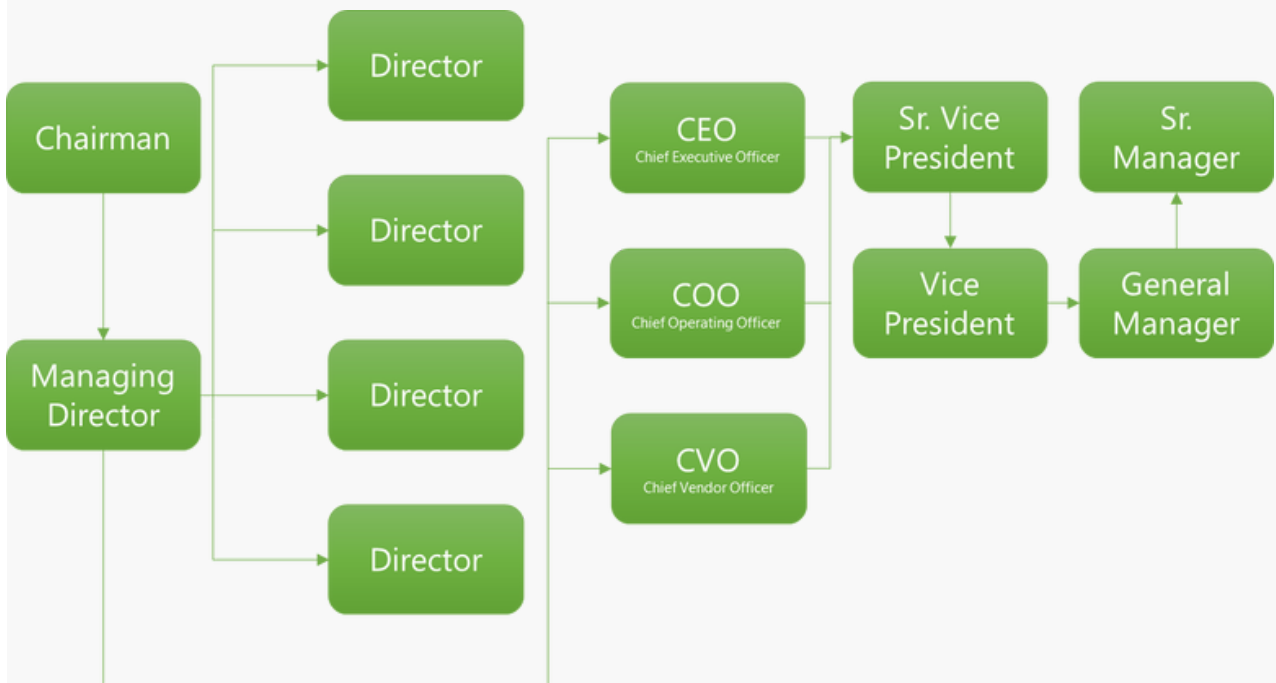 Chairman
Managing
Director
Director
Director
Director
Director
CEO
Chief Executive Officer
COO
Chief Operating Officer
CVO
Chief Vendor Officer
Sr. Vice
President
Vice
President
Sr.
Manager
General
Manager